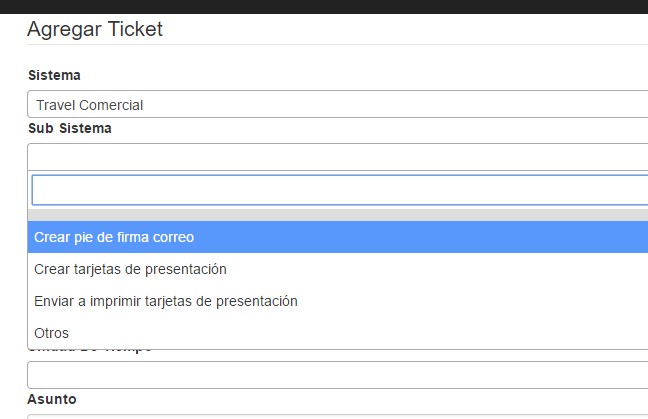 Agregar Ticket
Sistema
Travel Comercial
Sub Sistema
Crear pie de firma correo
Crear tarjetas de presentación
Enviar a imprimir tarjetas de presentación
Otros
Asunto